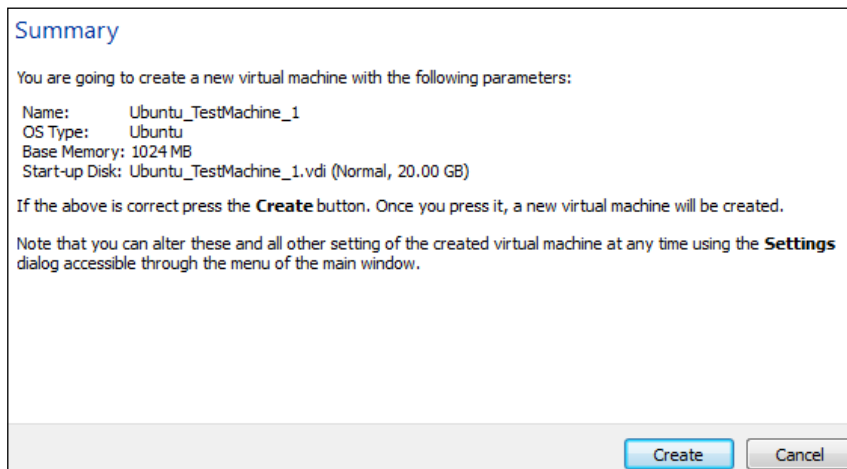 Summary
You are going to create a new virtual machine with the following parameters:
Name: Ubuntu_TestMachine_1
OS Type: Ubuntu
Base Memory: 1024 MB
Start-up Disk: Ubuntu_TestMachine_1.vdi (Normal, 20.00 GB)
If the above is correct press the Create button. Once you press it, a new virtual machine will be created.
Note that you can alter these and all other setting of the created virtual machine at any time using the Settings
dialog accessible through the menu of the main window.
Create Cancel